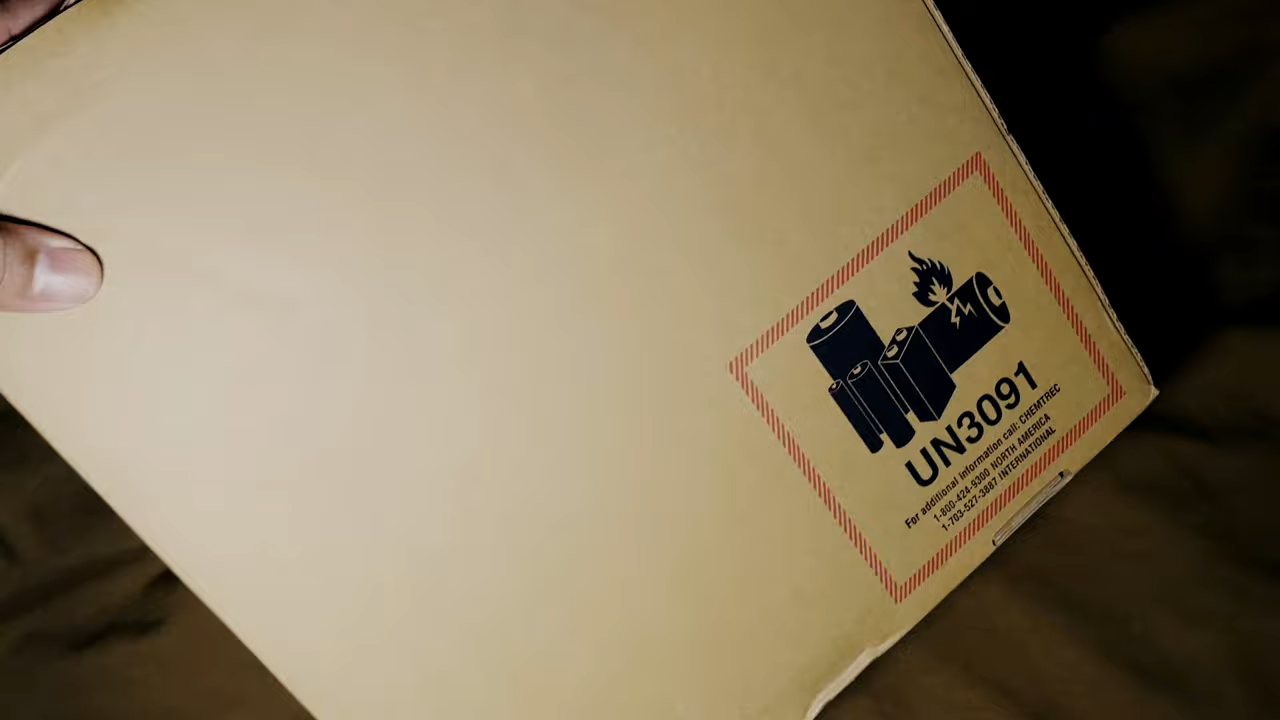 UN3091
For additional information call: CHEMTREC
1-800-424-9300 NORTH AMERICA
1-703-527-3887 INTERNATIONAL